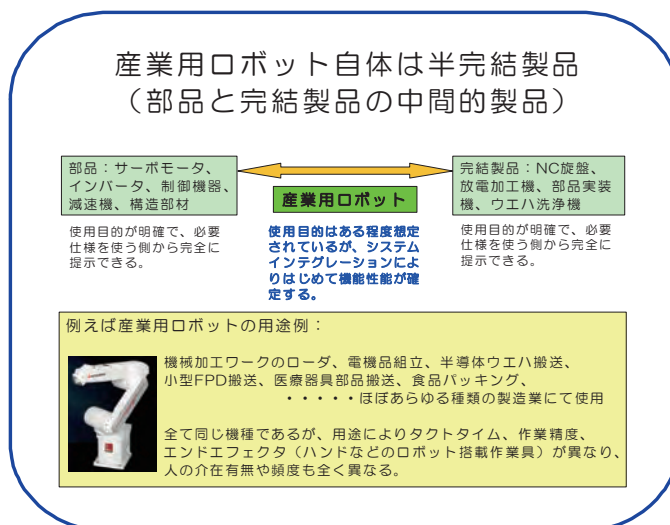 産業用ロボット自体は半完結製品
（部品と完結製品の中間的製品）
部品：サーボモータ、
インバータ、制御機器、
減速機、構造部材
使用目的が明確で、必要
仕様を使う側から完全に
提示できる。
産業用ロボット
使用目的はある程度想定
されているが、システム
インテグレーションによ
りはじめて機能性能が確
定する。
完結製品：NC旋盤、
放電加工機、部品実装
機、ウエハ洗浄機
使用目的が明確で、必要
仕様を使う側から完全に
提示できる。
例えば産業用ロボットの用途例：
機械加工ワークのローダ、電機品組立、半導体ウエハ搬送、
小型FPD搬送、医療器具部品搬送、食品パッキング、
・・・・・ほぼあらゆる種類の製造業にて使用
全て同じ機種であるが、用途によりタクトタイム、作業精度、
エンドエフェクタ（ハンドなどのロボット搭載作業具）が異なり、
人の介在有無や頻度も全く異なる。